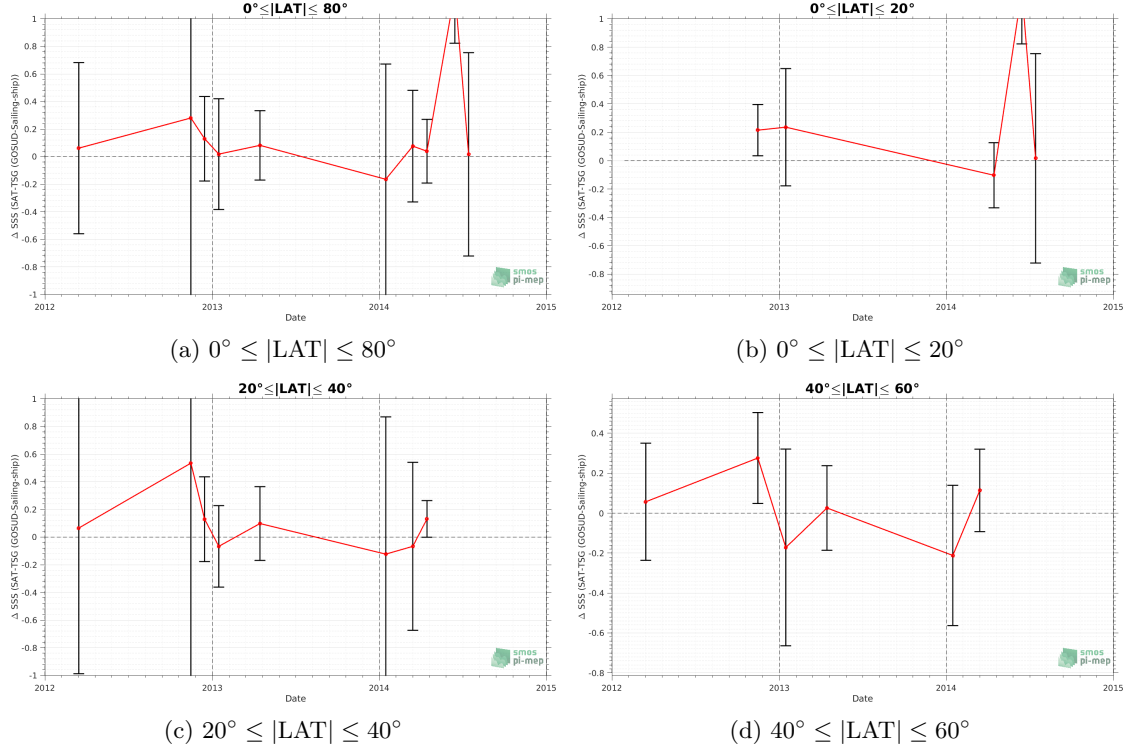 0°≤|LAT|≤ 80°
Δ SSS (SAT-TSG (GOSUD-Sailing-ship))
1
0.8
0.6
0.4
0.2
0
-0.2
-0.4
-0.6
-0.8
-1
2012
2013
2014
2015
Date
smos
pi-mep
(a) 0° ≤ |LAT| ≤ 80°
0°≤|LAT|≤ 20°
Δ SSS (SAT-TSG (GOSUD-Sailing-ship))
1
0.8
0.6
0.4
0.2
0
-0.2
-0.4
-0.6
-0.8
2012
2013
2014
2015
Date
smos
pi-mep
(b) 0° ≤ |LAT| ≤ 20°
20°≤|LAT|≤ 40°
Δ SSS (SAT-TSG (GOSUD-Sailing-ship))
1
0.8
0.6
0.4
0.2
0
-0.2
-0.4
-0.6
-0.8
-1
2012
2013
2014
2015
Date
smos
pi-mep
(c) 20° ≤ |LAT| ≤ 40°
40°≤|LAT|≤ 60°
Δ SSS (SAT-TSG (GOSUD-Sailing-ship))
0.4
0.2
0
-0.2
-0.4
-0.6
-0.8
2012
2013
2014
2015
Date
smos
pi-mep
(d) 40° ≤ |LAT| ≤ 60°